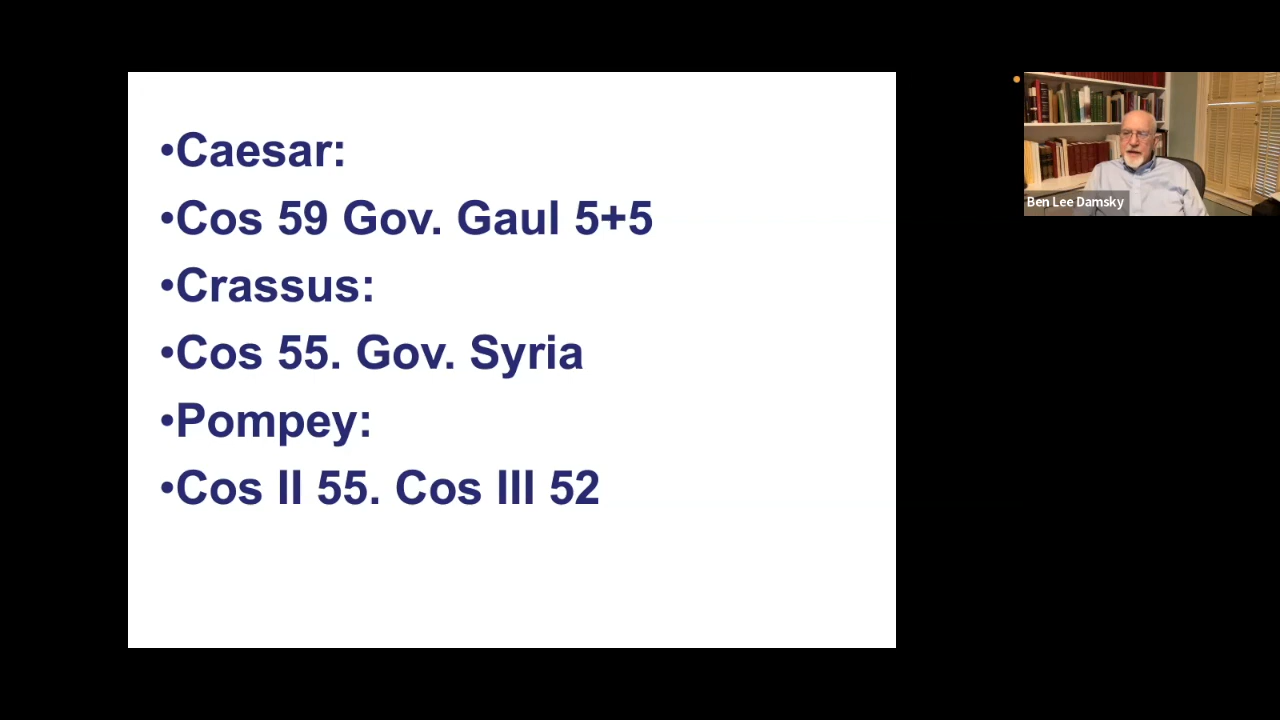 •Caesar:
•Cos 59 Gov. Gaul 5+5
•Crassus:
•Cos 55. Gov. Syria
•Pompey:
•Cos II 55. Cos III 52
Ben Lee Damsky